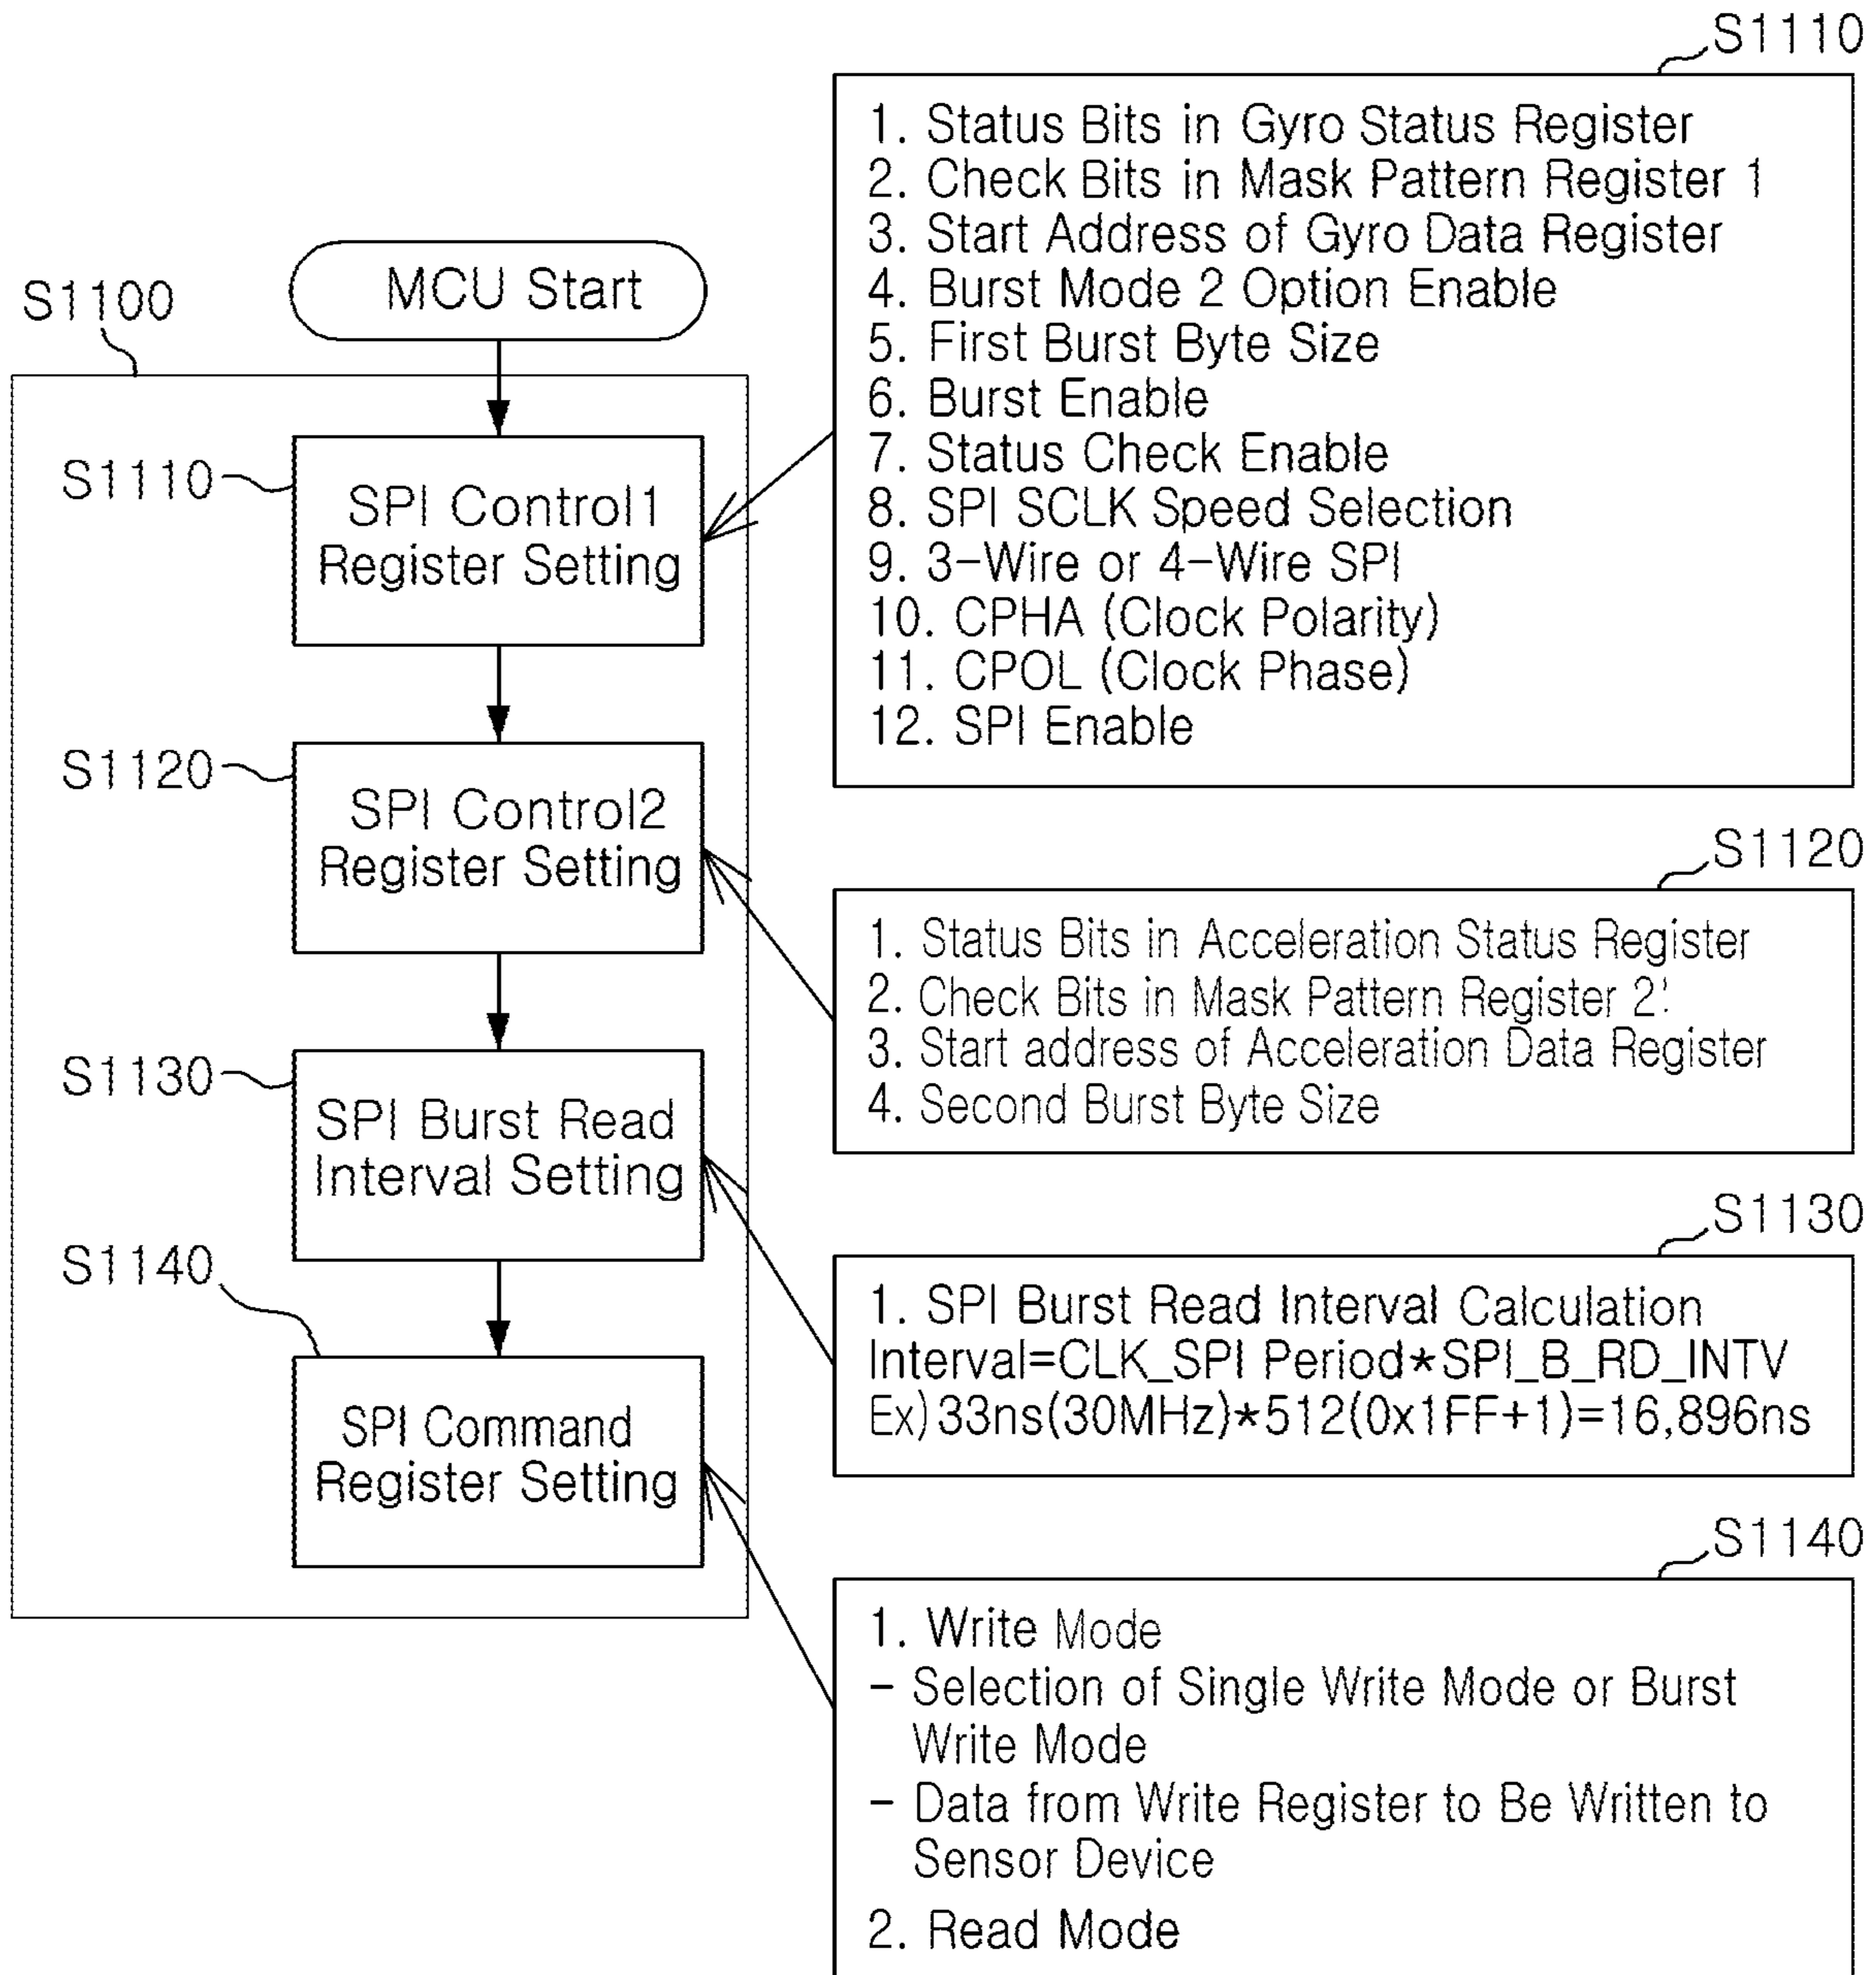 S1110
1. Status Bits in Gyro Status Register
2. Check Bits in Mask Pattern Register 1
3. Start Address of Gyro Data Register
4. Burst Mode 2 Option Enable
5. First Burst Byte Size
6. Burst Enable
7. Status Check Enable
8. SPI SCLK Speed Selection
9. 3-Wire or 4-Wire SPI
10. CPHA (Clock Polarity)
11. CPOL (Clock Phase)
12. SPI Enable
MCU Start
S1100
S1110
SPI Control1
Register Setting
S1120
SPI Control2
Register Setting
S1120
1. Status Bits in Acceleration Status Register
2. Check Bits in Mask Pattern Register 2'.
3. Start address of Acceleration Data Register
4. Second Burst Byte Size
S1130
SPI Burst Read
Interval Setting
S1130
1. SPI Burst Read Interval Calculation
Interval=CLK_SPI Period*SPI_B_RD_INTV
Ex)33ns(30MHz)*512(0x1FF+1)=16,896ns
S1140
SPI Command
Register Setting
S1140
1. Write Mode
- Selection of Single Write Mode or Burst
Write Mode
- Data from Write Register to Be Written to
Sensor Device
2. Read Mode